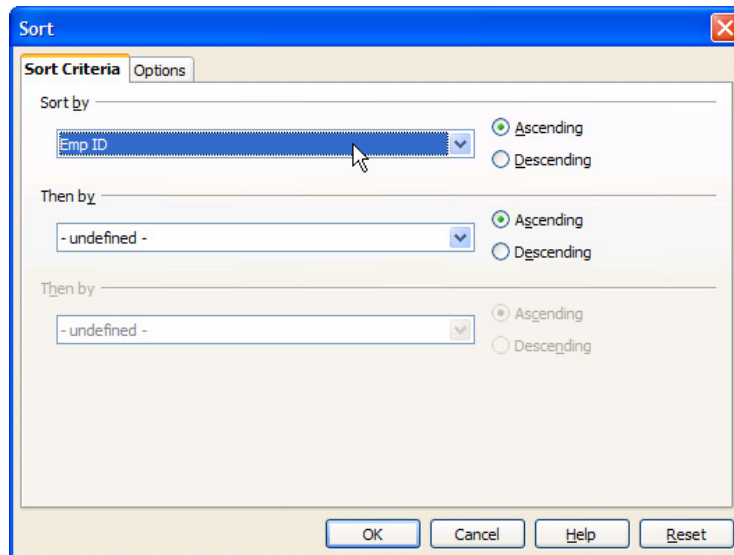 Sort
Sort Criteria
Options
Sort by
Emp ID
Ascending
Descending
Then by
- undefined -
Ascending
Descending
Then by
- undefined -
Ascending
Descending
OK
Cancel
Help
Reset